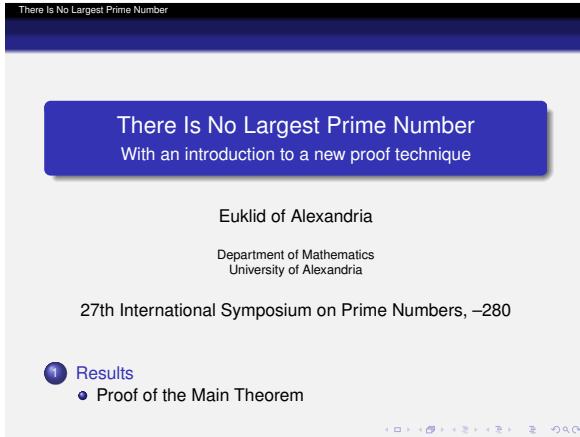 There Is No Largest Prime Number
There Is No Largest Prime Number
With an introduction to a new proof technique
Euklid of Alexandria
Department of Mathematics
University of Alexandria
27th International Symposium on Prime Numbers, –280
1 Results
Proof of the Main Theorem